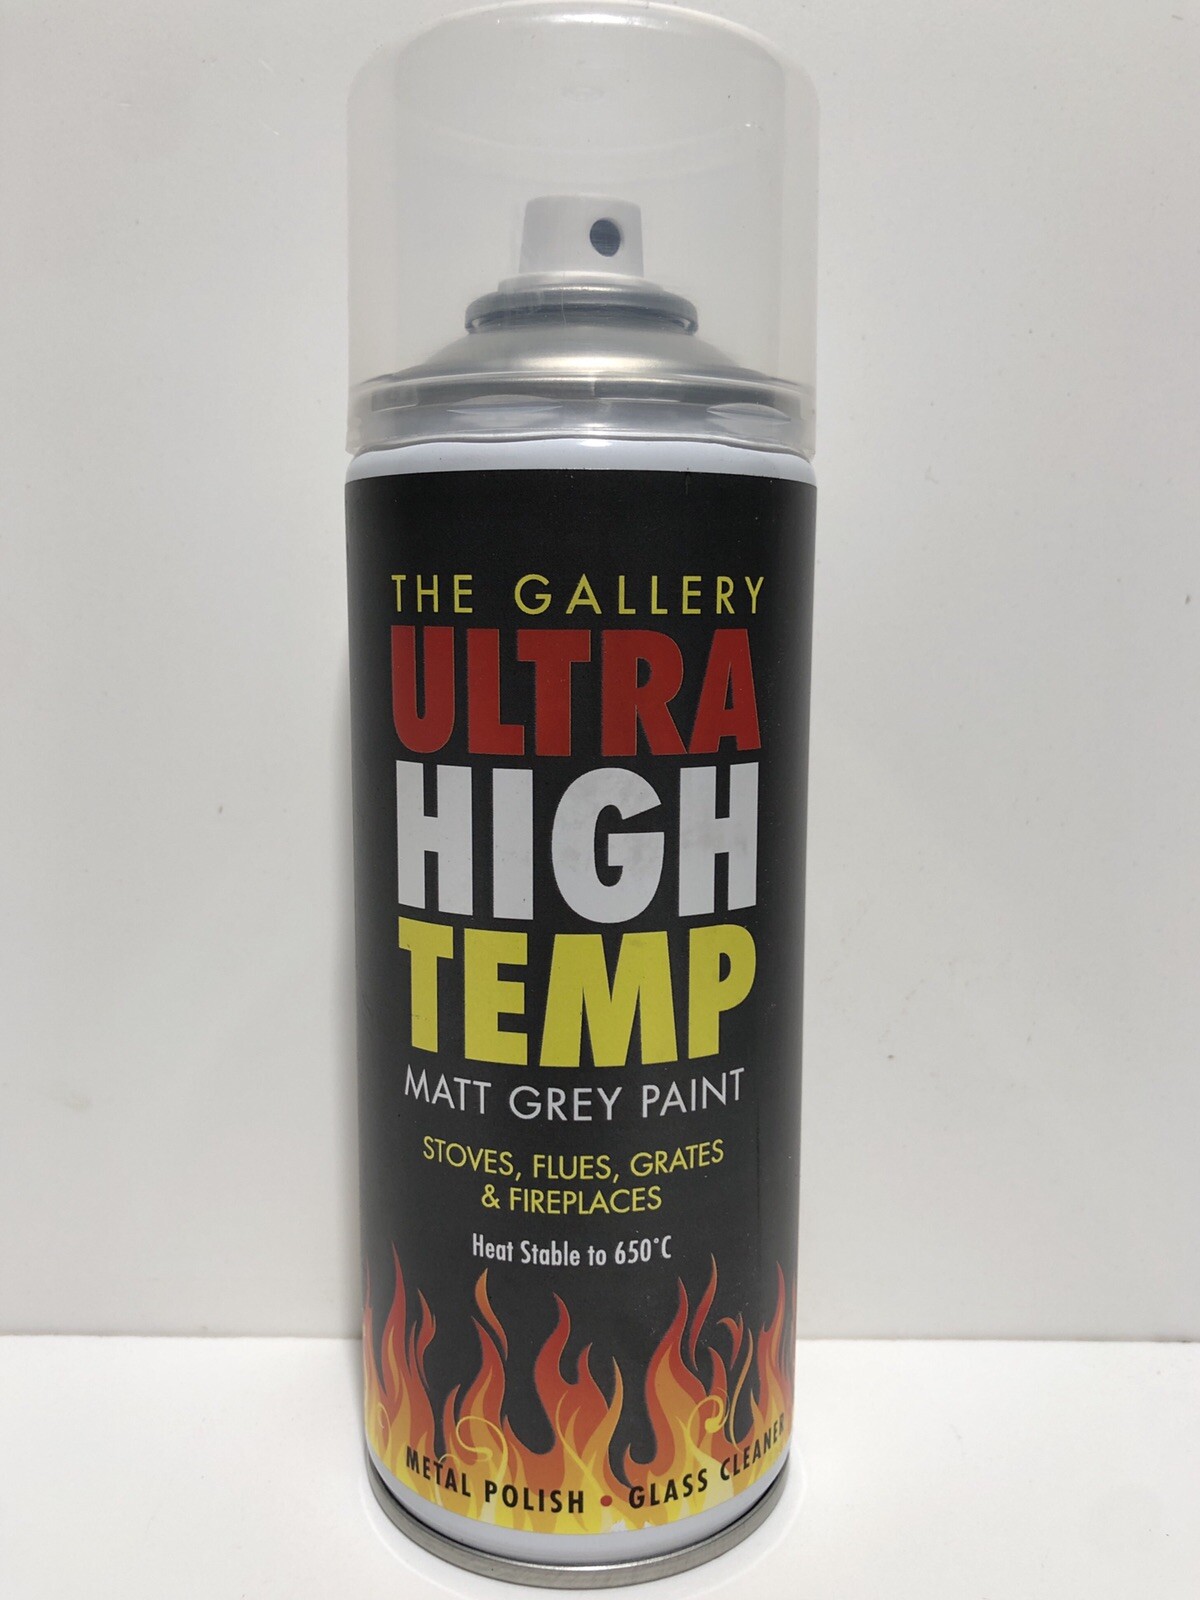 THE GALLERY
ULTRA
HIGH
TEMP
MATT GREY PAINT
STOVES, FLUES, GRATES
& FIREPLACES
Heat Stable to 650°C
METAL POLISH • GLASS CLEANER